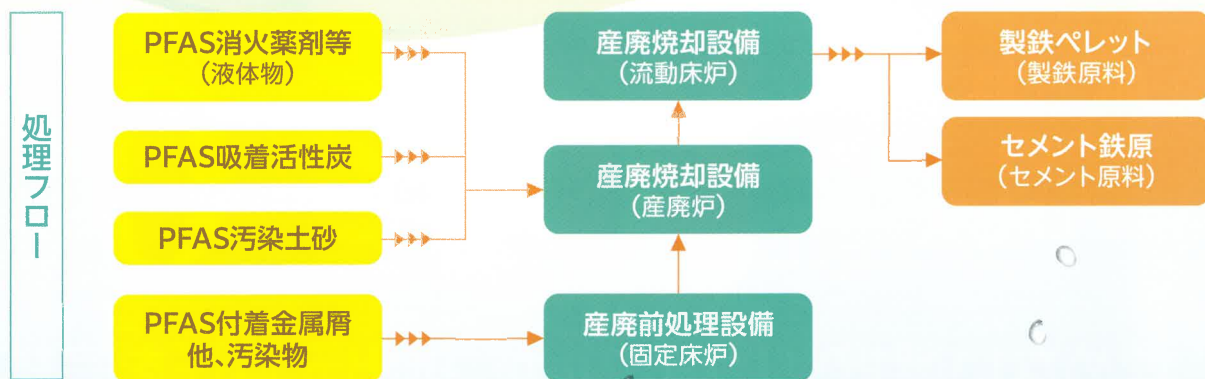 処理フロー
PFAS消火薬剤等
(液体物)
PFAS吸着活性炭
PFAS汚染土砂
PFAS付着金属屑
他、汚染物
産廃焼却設備
(流動床炉)
産廃焼却設備
(産廃炉)
産廃前処理設備
(固定床炉)
製鉄ペレット
(製鉄原料)
セメント鉄原
(セメント原料)